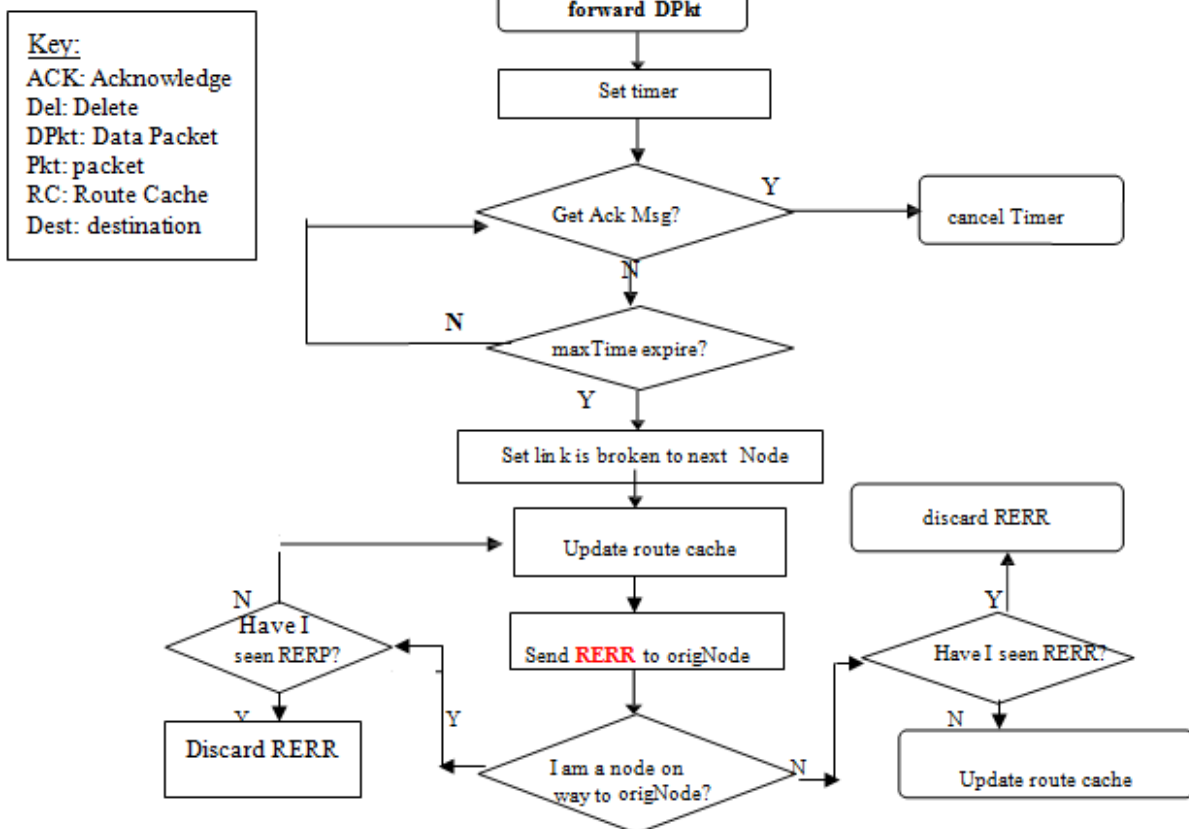 Key:
ACK: Acknowledge
Del: Delete
DPkt: Data Packet
Pkt: packet
RC: Route Cache
Dest: destination
forward DPkt
Set timer
Get Ack Msg?
Y
cancel Timer
N
maxTime expire?
N
Y
Set link is broken to next Node
Update route cache
Send RERR to origNode
I am a node on
way to origNode?
Y
N
Have I
seen RERP?
N
Y
Discard RERR
Have I seen RERR?
Y
discard RERR
N
Update route cache